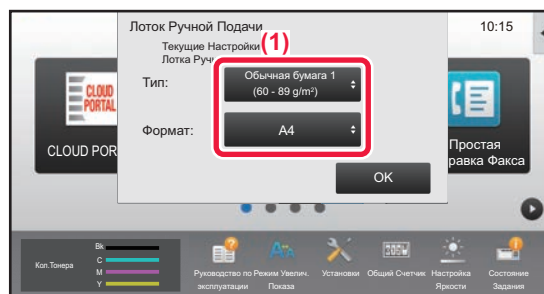 Лоток Ручной Подачи
10:15
Текущие Настройки
(1)
Лотка Руч
Тип:
Обычная бумага 1
(60 - 89 g/m²)
Формат:
A4
OK
CLOUD
PORTAL
CLOUD POR
Простая
равка Факса
Кол.Тонера
Bk
C
M
Y
Руководство по
эксплуатации
Режим Увелич.
Показа
Установки
Общий Счетчик
Настройка
Яркости
Состояние
Задания